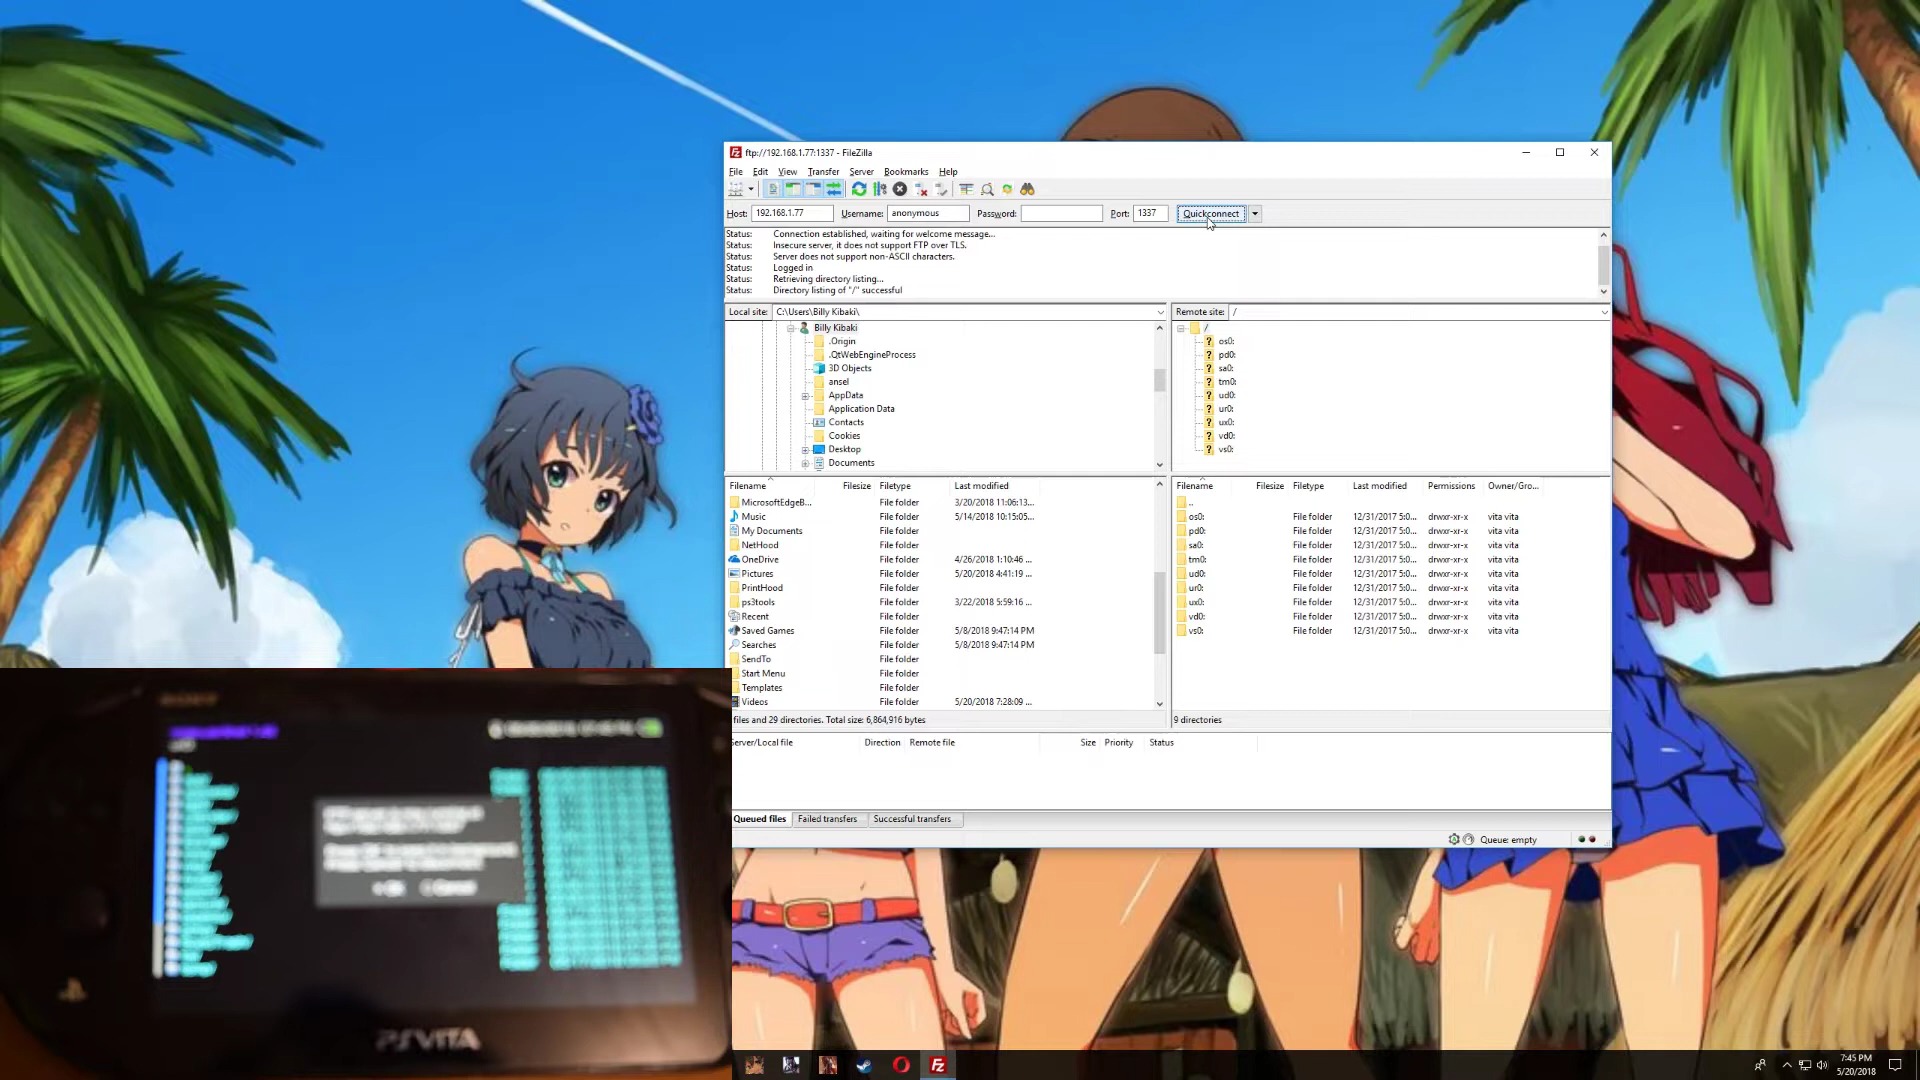 ftp://192.168.1.77:1337 - FileZilla
File Edit View Transfer Server Bookmarks Help
Host: 192.168.1.77 Username: anonymous Password: Port: 1337 Quickconnect
Status: Connection established, waiting for welcome message...
Status: Insecure server, it does not support FTP over TLS.
Status: Server does not support non-ASCII characters.
Status: Logged in
Status: Retrieving directory listing...
Status: Directory listing of "/" successful
Local site: C:\Users\Billy Kibaki\
Billy Kibaki
.Origin
.QtWebEngineProcess
3D Objects
ansel
AppData
Application Data
Contacts
Cookies
Desktop
Documents
Remote site: /
/
os0:
pd0:
sa0:
tm0:
ud0:
ur0:
ux0:
vd0:
vs0:
Filename Filesize Filetype Last modified
MicrosoftEdgeB... File folder 3/20/2018 11:06:13...
Music File folder 5/14/2018 10:15:05...
My Documents File folder
NetHood File folder
OneDrive File folder 4/26/2018 1:10:46 ...
Pictures File folder 5/20/2018 4:41:19 ...
PrintHood File folder
ps3tools File folder 3/22/2018 5:59:16 ...
Recent File folder
Saved Games File folder 5/8/2018 9:47:14 PM
Searches File folder 5/8/2018 9:47:14 PM
SendTo File folder
Start Menu File folder
Templates File folder
Videos File folder 5/20/2018 7:28:09 ...
files and 29 directories. Total size: 6,864,916 bytes
Filename Filesize Filetype Last modified Permissions Owner/Gro...
..
os0: File folder 12/31/2017 5:0... drwxr-xr-x vita vita
pd0: File folder 12/31/2017 5:0... drwxr-xr-x vita vita
sa0: File folder 12/31/2017 5:0... drwxr-xr-x vita vita
tm0: File folder 12/31/2017 5:0... drwxr-xr-x vita vita
ud0: File folder 12/31/2017 5:0... drwxr-xr-x vita vita
ur0: File folder 12/31/2017 5:0... drwxr-xr-x vita vita
ux0: File folder 12/31/2017 5:0... drwxr-xr-x vita vita
vd0: File folder 12/31/2017 5:0... drwxr-xr-x vita vita
vs0: File folder 12/31/2017 5:0... drwxr-xr-x vita vita
9 directories
Server/Local file Direction Remote file Size Priority Status
Queued files Failed transfers Successful transfers
Queue: empty
SONY
PSVITA
7:45 PM
5/20/2018